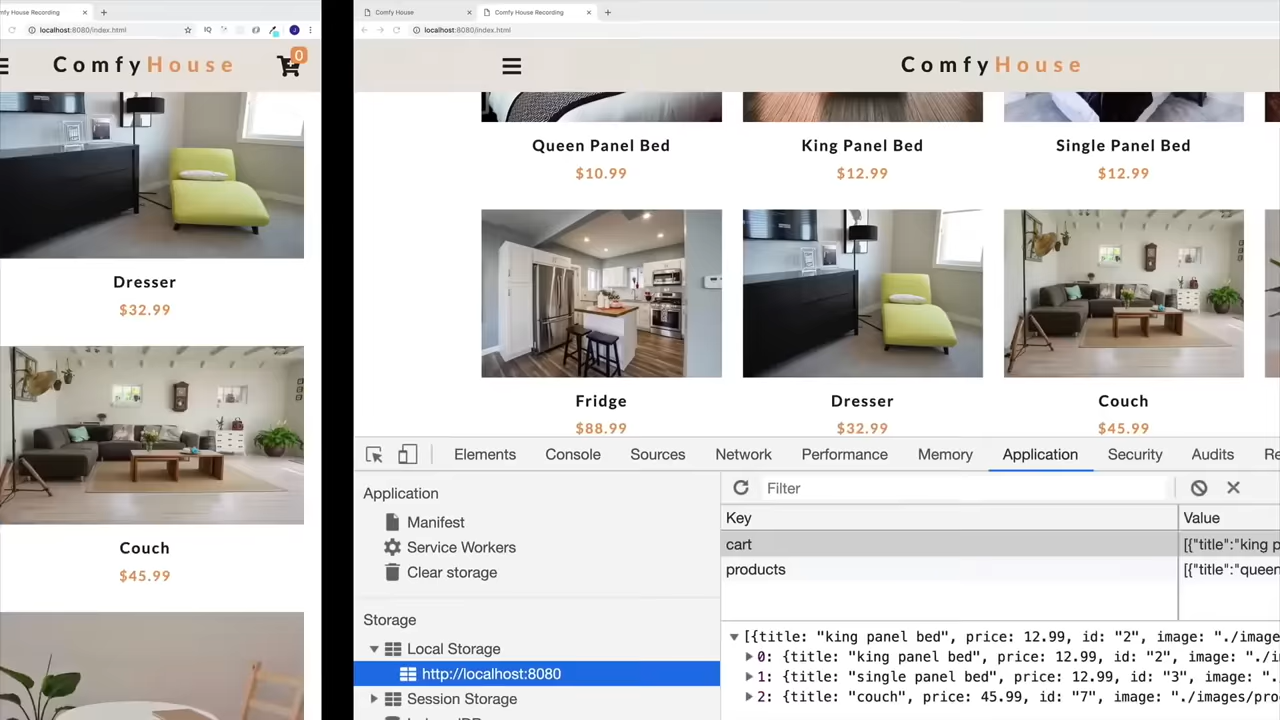 Comfy House Recording
localhost:8080/index.html
ComfyHouse
0
Dresser
$32.99
Couch
$45.99
Comfy House
Comfy House Recording
localhost:8080/index.html
ComfyHouse
Queen Panel Bed
King Panel Bed
Single Panel Bed
$10.99
$12.99
$12.99
Fridge
Dresser
Couch
$88.99
$32.99
$45.99
Elements Console Sources Network Performance Memory Application Security Audits Re
Application
Manifest
Service Workers
Clear storage
Storage
Local Storage
http://localhost:8080
Session Storage
Filter
Key Value
cart [{"title":"king p
products [{"title":"queen
[{title: "king panel bed", price: 12.99, id: "2", image: "./image
0: {title: "king panel bed", price: 12.99, id: "2", image: "./i
1: {title: "single panel bed", price: 12.99, id: "3", image: ".
2: {title: "couch", price: 45.99, id: "7", image: "./images/pro